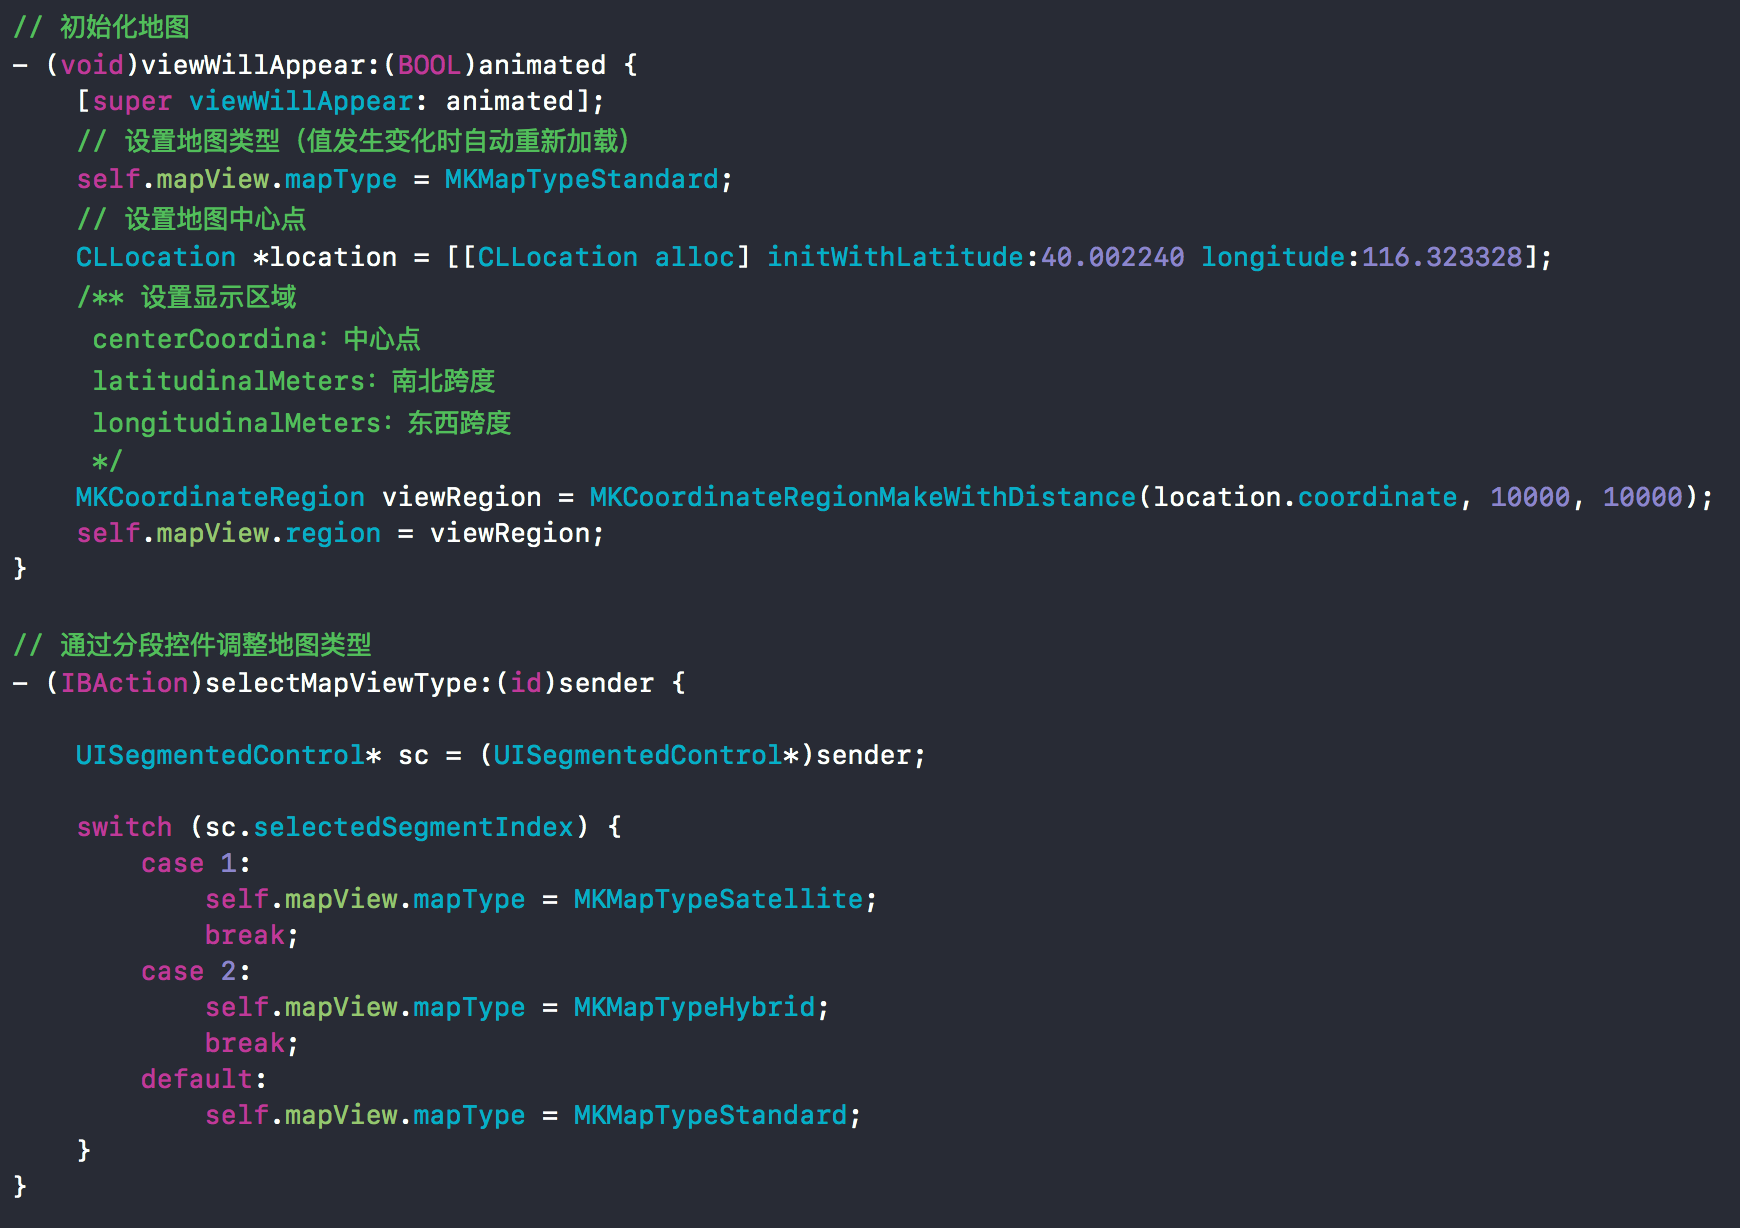 // 初始化地图
- (void)viewWillAppear:(BOOL)animated {
    [super viewWillAppear: animated];
    // 设置地图类型（值发生变化时自动重新加载）
    self.mapView.mapType = MKMapTypeStandard;
    // 设置地图中心点
    CLLocation *location = [[CLLocation alloc] initWithLatitude:40.002240 longitude:116.323328];
    /** 设置显示区域
     centerCoordina：中心点
     latitudinalMeters：南北跨度
     longitudinalMeters：东西跨度
     */
    MKCoordinateRegion viewRegion = MKCoordinateRegionMakeWithDistance(location.coordinate, 10000, 10000);
    self.mapView.region = viewRegion;
}
// 通过分段控件调整地图类型
- (IBAction)selectMapViewType:(id)sender {
    UISegmentedControl* sc = (UISegmentedControl*)sender;
    switch (sc.selectedSegmentIndex) {
        case 1:
            self.mapView.mapType = MKMapTypeSatellite;
            break;
        case 2:
            self.mapView.mapType = MKMapTypeHybrid;
            break;
        default:
            self.mapView.mapType = MKMapTypeStandard;
    }
}